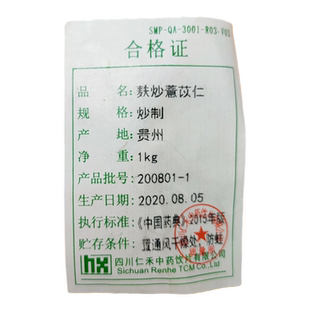 SMP-QA-3001-R03-V03
合格证
品 名：麸炒薏苡仁
规 格：炒制
产 地：贵州
净 重：1kg
产品批号：200801-1
生产日期：2020.08.05
执行标准：《中国药典》2015年版
贮存条件：置通风干燥处，防蛀
hx 四川仁禾中药饮片有限公司
Sichuan Renhe TCM Co.,Ltd